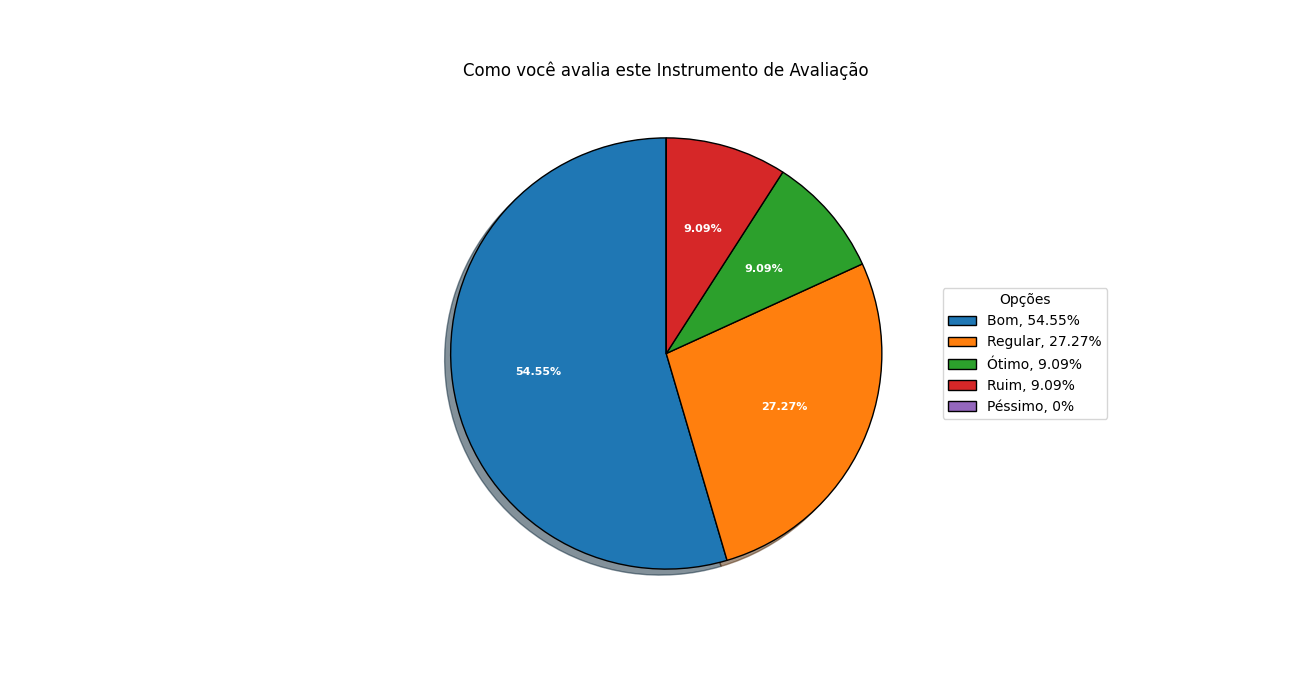 Como você avalia este Instrumento de Avaliação
9.09%
9.09%
54.55%
27.27%
Opções
Bom, 54.55%
Regular, 27.27%
Ótimo, 9.09%
Ruim, 9.09%
Péssimo, 0%